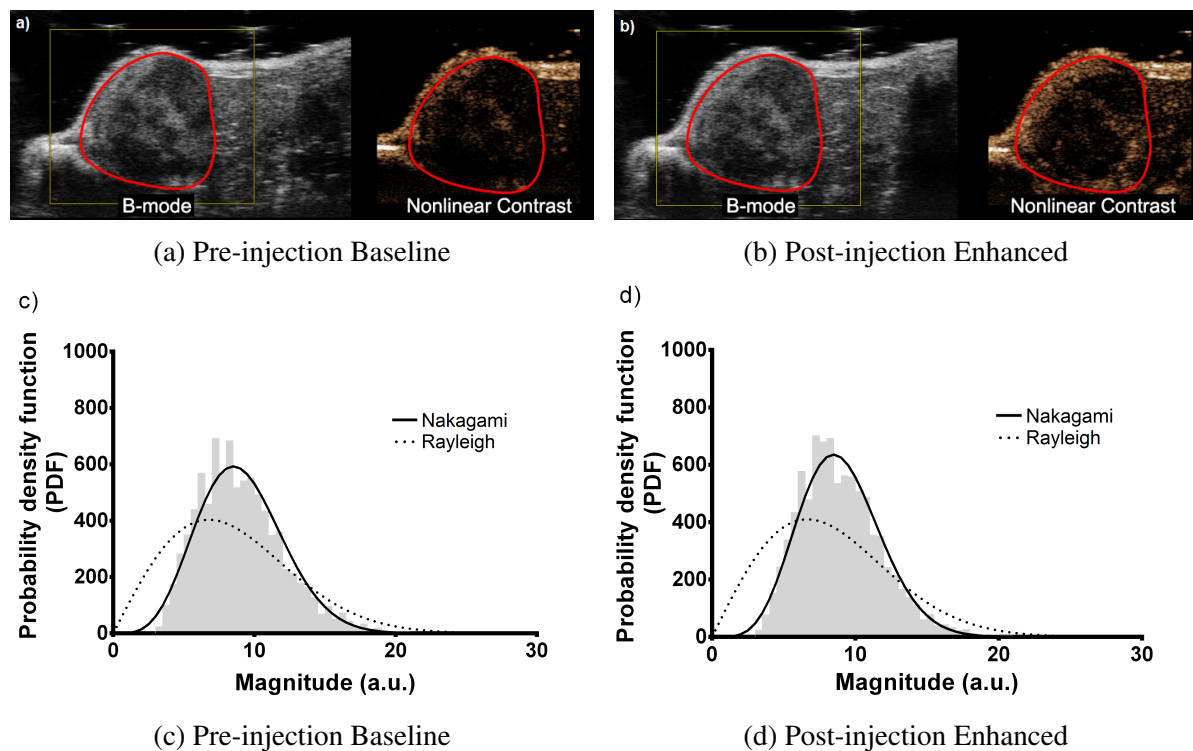 a)
B-mode
Nonlinear Contrast
b)
B-mode
Nonlinear Contrast
(a) Pre-injection Baseline
(b) Post-injection Enhanced
c)
Probability density function
(PDF)
1000
800
600
400
200
0
0
10
20
30
Magnitude (a.u.)
Nakagami
Rayleigh
d)
Probability density function
(PDF)
1000
800
600
400
200
0
0
10
20
30
Magnitude (a.u.)
Nakagami
Rayleigh
(c) Pre-injection Baseline
(d) Post-injection Enhanced